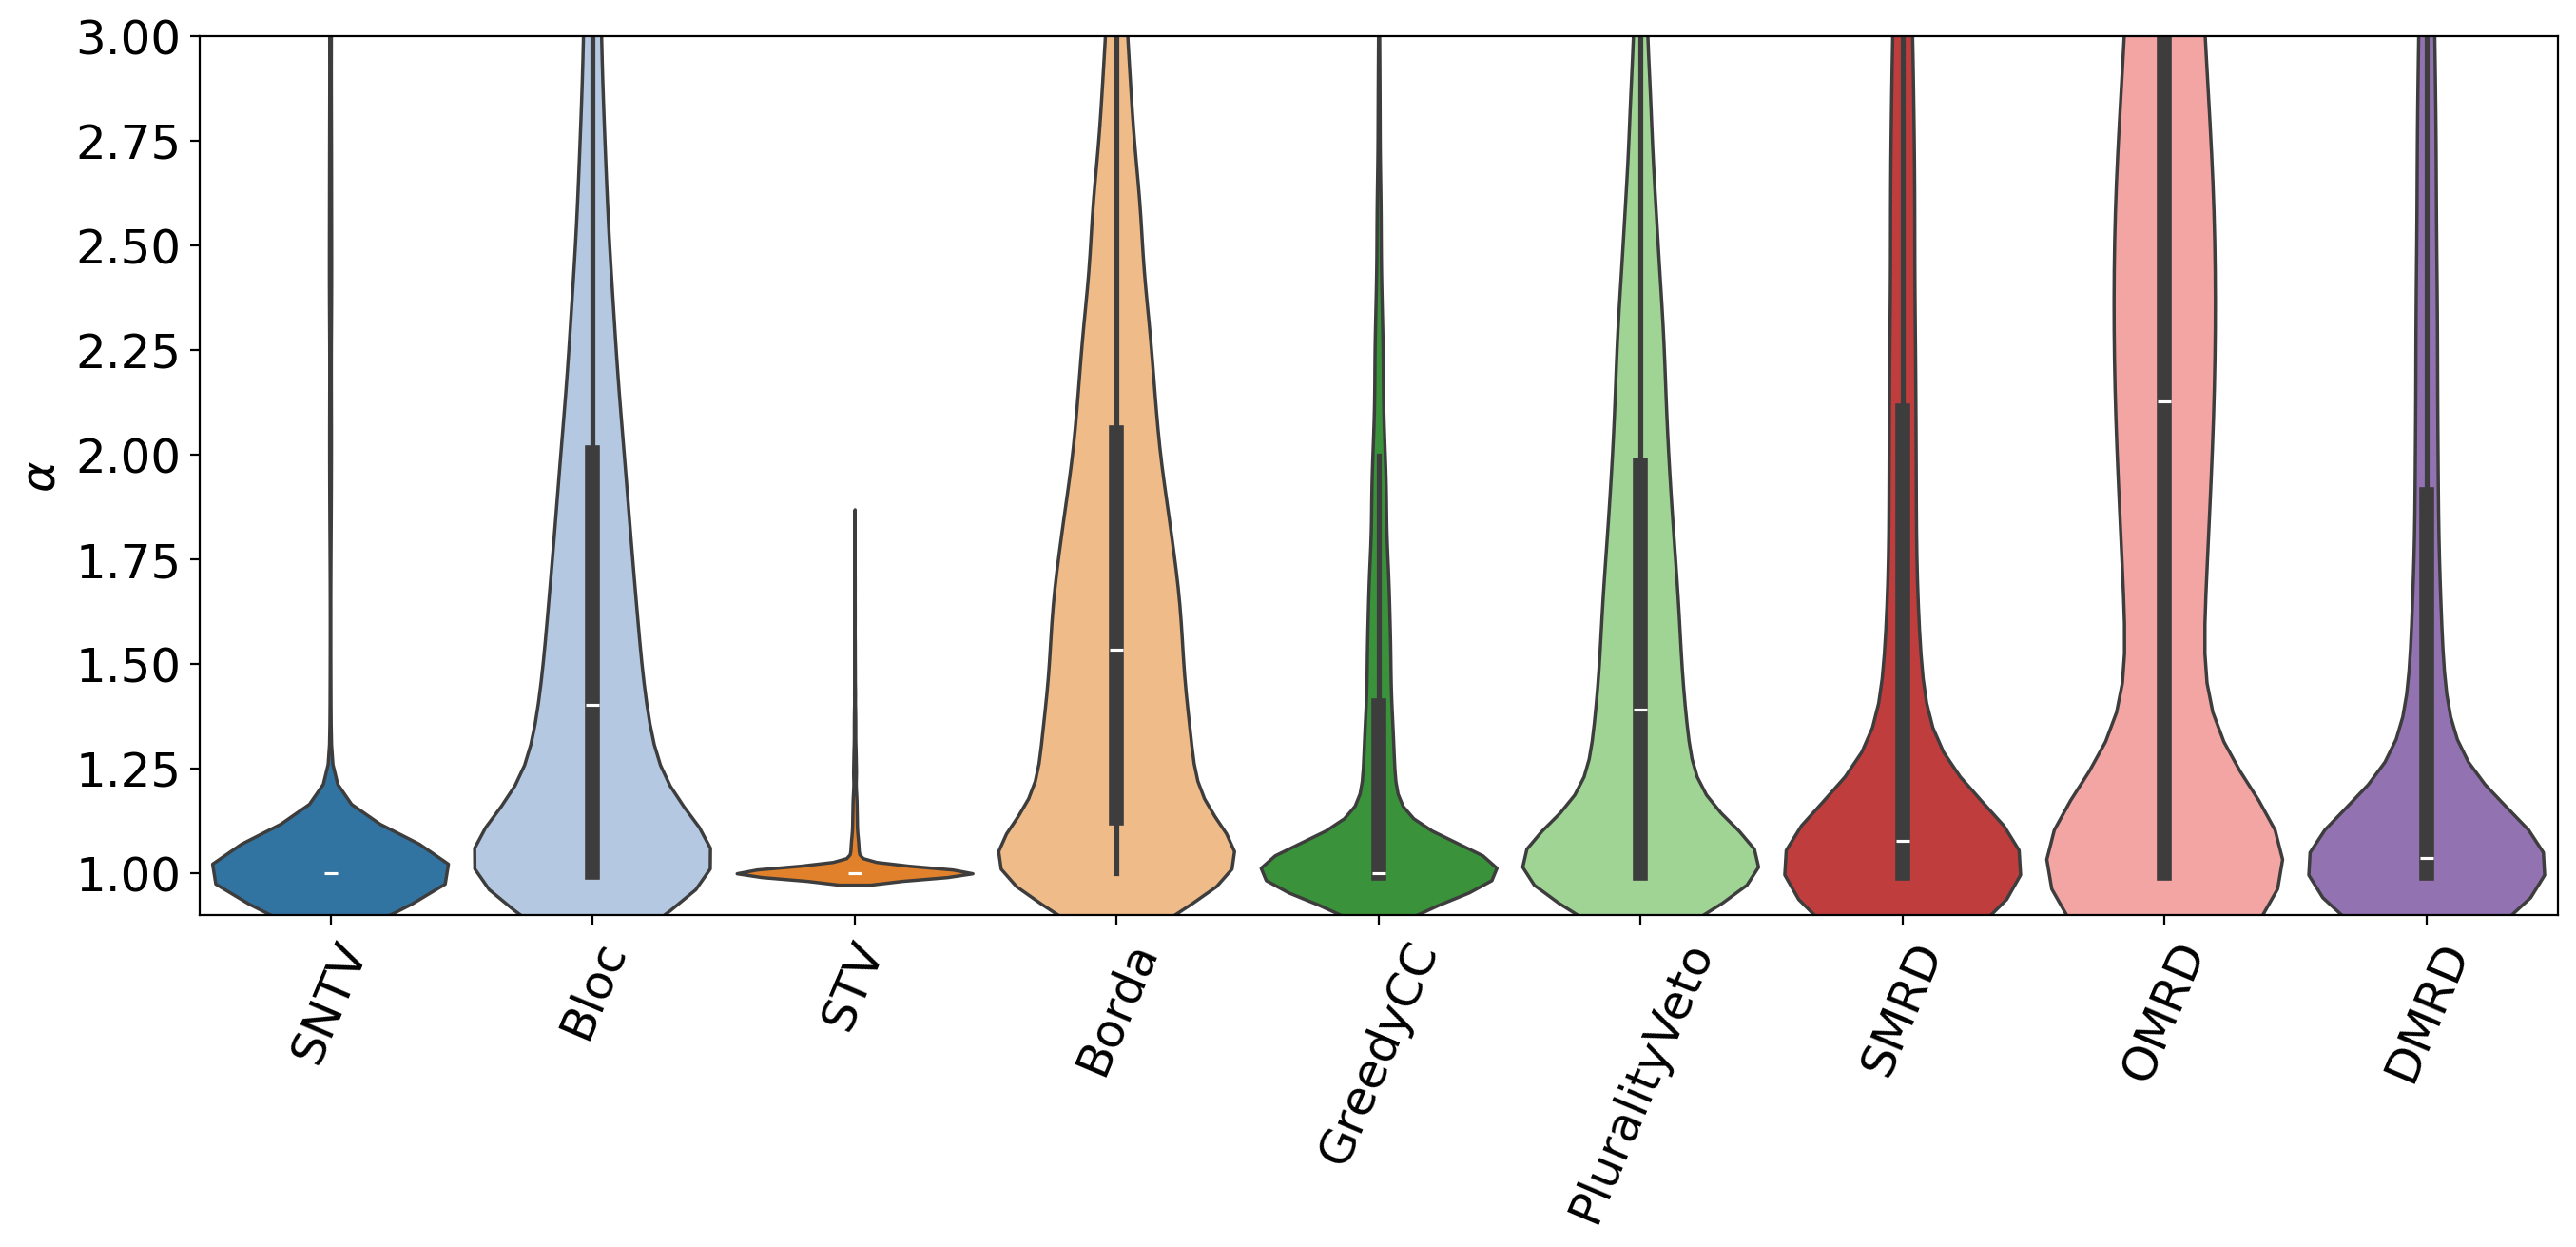 3.00
2.75
2.50
2.25
2.00
1.75
1.50
1.25
1.00
α
SNTV
Bloc
STV
Borda
GreedyCC
PluralityVeto
SMRD
OMRD
DMRD